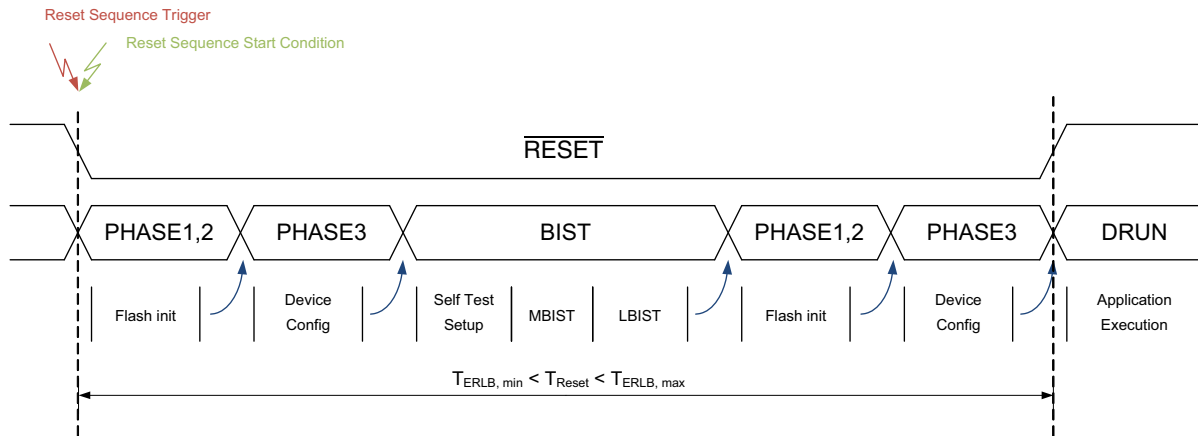 Reset Sequence Trigger
Reset Sequence Start Condition
RESET
PHASE1,2 PHASE3 BIST PHASE1,2 PHASE3 DRUN
Flash init Device Config Self Test Setup MBIST LBIST Flash init Device Config Application Execution
TERLB, min < TReset < TERLB, max